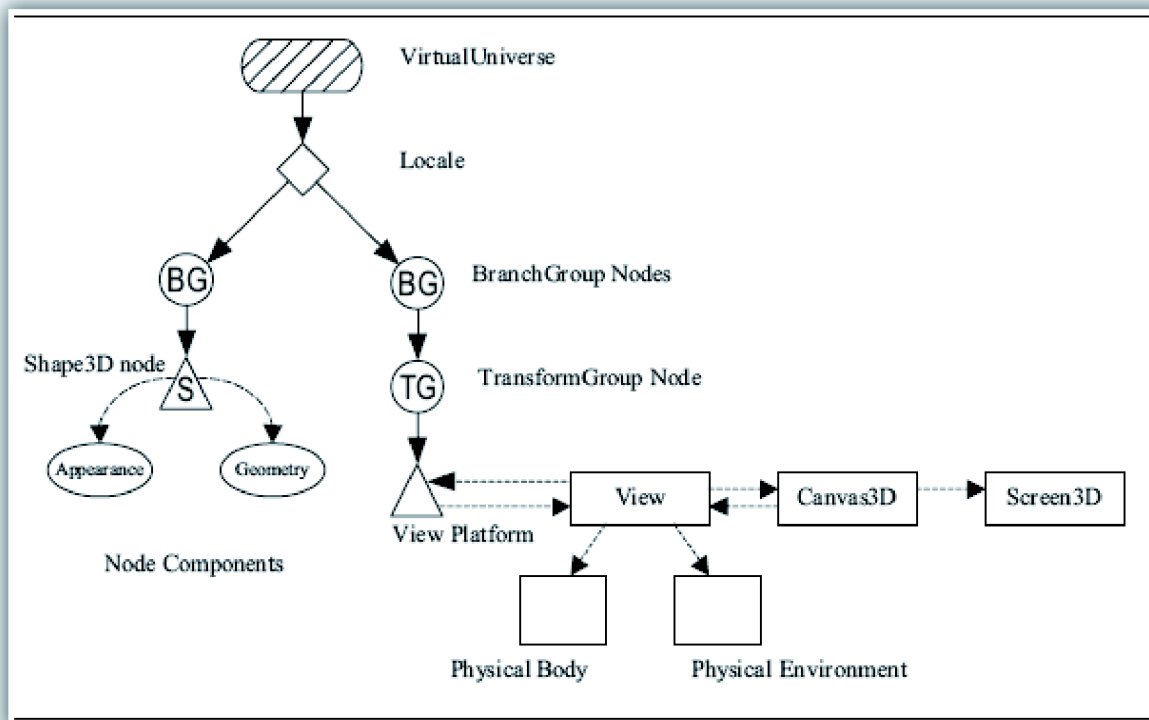 VirtualUniverse
Locale
BG
BG
BranchGroup Nodes
Shape3D node
S
TG
TransformGroup Node
Appearance
Geometry
View
Canvas3D
Screen3D
View Platform
Node Components
Physical Body
Physical Environment